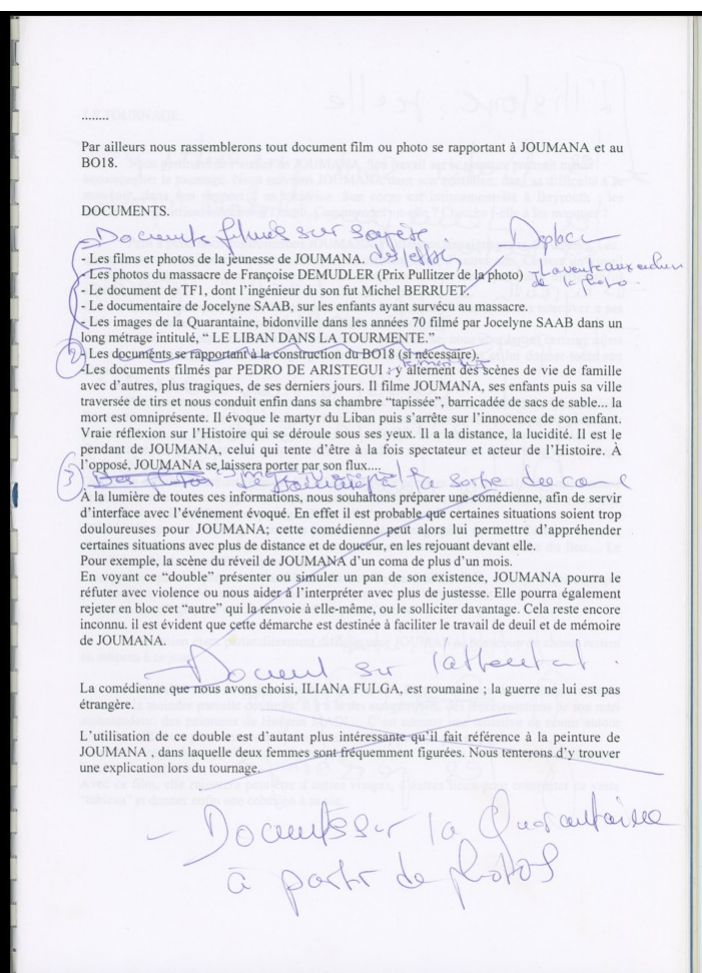 ........
Par ailleurs nous rassemblerons tout document film ou photo se rapportant à JOUMANA et au
BO18.
DOCUMENTS.
- Documents filmés sur
- Les films et photos de la jeunesse de JOUMANA.
- Les photos du massacre de Françoise DEMUDLER (Prix Pullitzer de la photo) - La vente aux enchères
de la photo.
- Le document de TF1, dont l'ingénieur du son fut Michel BERRUET.
- Le documentaire de Jocelyne SAAB, sur les enfants ayant survécu au massacre.
-Les images de la Quarantaine, bidonville dans les années 70 filmé par Jocelyne SAAB dans un
long métrage intitulé, “ LE LIBAN DANS LA TOURMENTE.”
2
- Les documents se rapportant à la construction du BO18 (si nécessaire).
-Les documents filmés par PEDRO DE ARISTEGUI : y alternent des scènes de vie de famille
avec d'autres, plus tragiques, de ses derniers jours. Il filme JOUMANA, ses enfants puis sa ville
traversée de tirs et nous conduit enfin dans sa chambre “tapissée”, barricadée de sacs de sable... la
mort est omniprésente. Il évoque le martyr du Liban puis s'arrête sur l'innocence de son enfant.
Vraie réflexion sur l'Histoire qui se déroule sous ses yeux. Il a la distance, la lucidité. Il est le
pendant de JOUMANA, celui qui tente d'être à la fois spectateur et acteur de l'Histoire. À
l'opposé, JOUMANA se laissera porter par son flux....
3
la sortie du coma
À la lumière de toutes ces informations, nous souhaitons préparer une comédienne, afin de servir
d'interface avec l'événement évoqué. En effet il est probable que certaines situations soient trop
douloureuses pour JOUMANA; cette comédienne peut alors lui permettre d'appréhender
certaines situations avec plus de distance et de douceur, en les rejouant devant elle.
Pour exemple, la scène du réveil de JOUMANA d'un coma de plus d'un mois.
En voyant ce “double” présenter ou simuler un pan de son existence, JOUMANA pourra le
réfuter avec violence ou nous aider à l'interpréter avec plus de justesse. Elle pourra également
rejeter en bloc cet “autre” qui la renvoie à elle-même, ou le solliciter davantage. Cela reste encore
inconnu. il est évident que cette démarche est destinée à faciliter le travail de deuil et de mémoire
de JOUMANA.
- Document sur l'attentat.
La comédienne que nous avons choisi, ILIANA FULGA, est roumaine ; la guerre ne lui est pas
étrangère.
L'utilisation de ce double est d'autant plus intéressante qu'il fait référence à la peinture de
JOUMANA , dans laquelle deux femmes sont fréquemment figurées. Nous tenterons d'y trouver
une explication lors du tournage.
- Documents sur la Quarantaine
à partir de photos